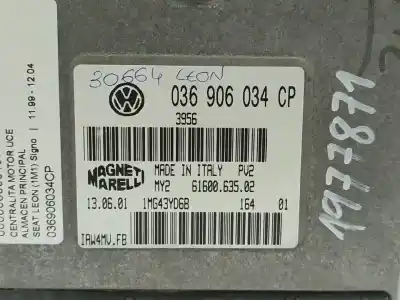 30664 LEON
036 906 034 CP
3956
MAGNETI MARELLI
MADE IN ITALY PV2
MY2 61600.635.02
13.06.01 1MG43YD6B 164 01
IAW4MV.FB
1977871
CENTRALITA MOTOR UCE
ALMACEN PRINCIPAL
SEAT LEON (1M1) Signo | 11.99 - 12.04
036906034CP